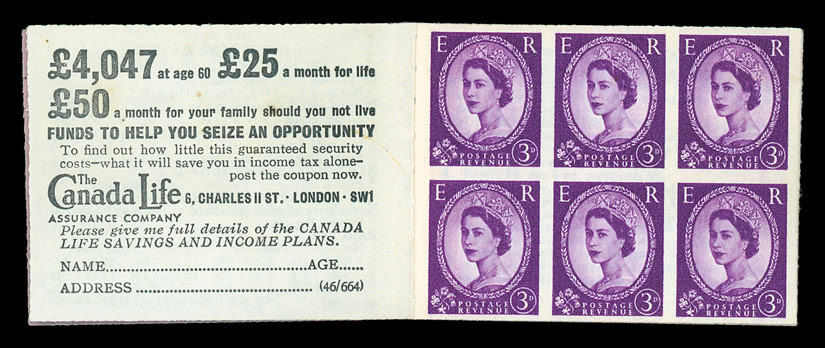 £4,047 at age 60 £25 a month for life
£50 a month for your family should you not live
FUNDS TO HELP YOU SEIZE AN OPPORTUNITY
To find out how little this guaranteed security
costs—what it will save you in income tax alone—
post the coupon now.
The
Canada Life 6, CHARLES II ST. · LONDON · SW1
ASSURANCE COMPANY
Please give me full details of the CANADA
LIFE SAVINGS AND INCOME PLANS.
NAME..................................................AGE......
ADDRESS ....................................... (46/664)
E R E R E R
POSTAGE POSTAGE POSTAGE
REVENUE 3D REVENUE 3D REVENUE 3D
E R E R E R
POSTAGE POSTAGE POSTAGE
REVENUE 3D REVENUE 3D REVENUE 3D